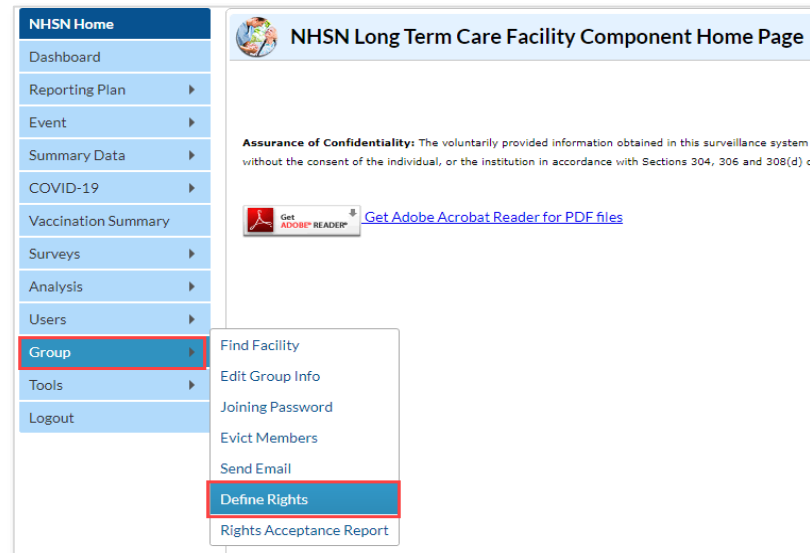 NHSN Home
Dashboard
Reporting Plan
Event
Summary Data
COVID-19
Vaccination Summary
Surveys
Analysis
Users
Group
Tools
Logout
NHSN Long Term Care Facility Component Home Page
Assurance of Confidentiality: The voluntarily provided information obtained in this surveillance system
without the consent of the individual, or the institution in accordance with Sections 304, 306 and 308(d)
Get
ADOBE® READER®
Get Adobe Acrobat Reader for PDF files
Find Facility
Edit Group Info
Joining Password
Evict Members
Send Email
Define Rights
Rights Acceptance Report